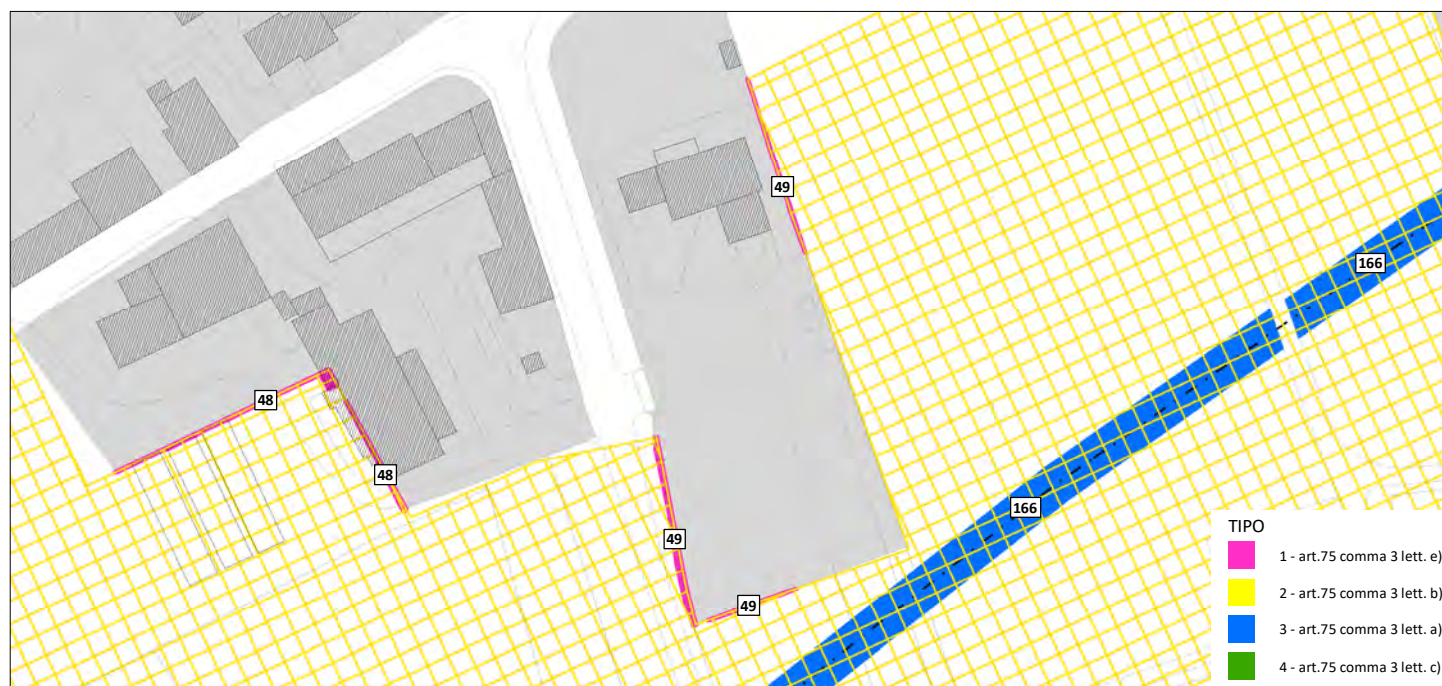 49
166
48
48
166
49
49
TIPO
1 - art.75 comma 3 lett. e)
2 - art.75 comma 3 lett. b)
3 - art.75 comma 3 lett. a)
4 - art.75 comma 3 lett. c)